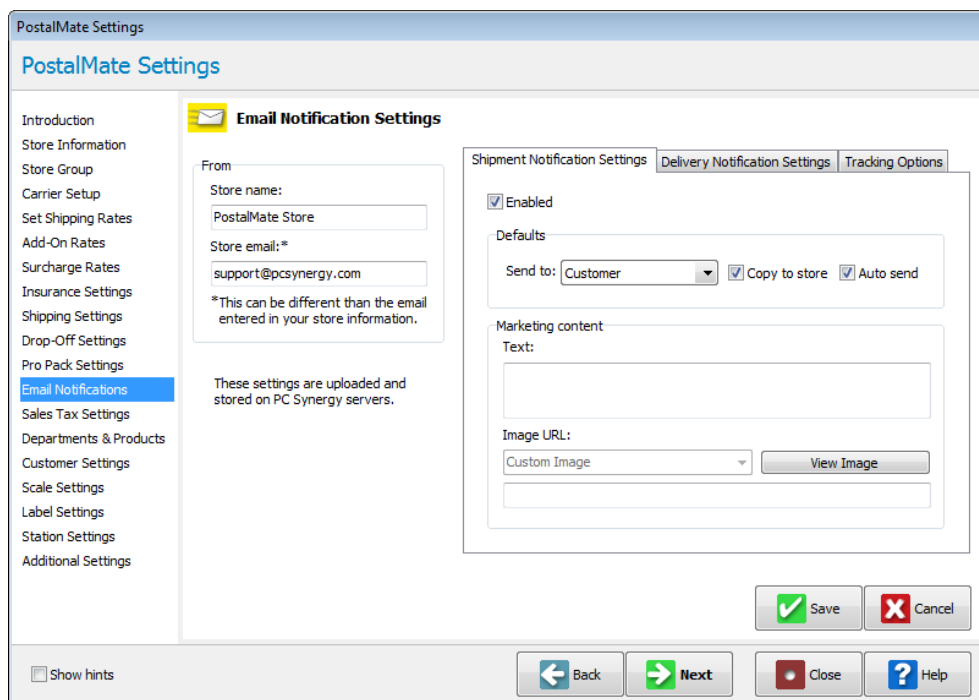 PostalMate Settings
PostalMate Settings
Introduction
Store Information
Store Group
Carrier Setup
Set Shipping Rates
Add-On Rates
Surcharge Rates
Insurance Settings
Shipping Settings
Drop-Off Settings
Pro Pack Settings
Email Notifications
Sales Tax Settings
Departments & Products
Customer Settings
Scale Settings
Label Settings
Station Settings
Additional Settings
Email Notification Settings
From
Store name:
PostalMate Store
Store email:*
support@pcsynergy.com
*This can be different than the email
entered in your store information.
These settings are uploaded and
stored on PC Synergy servers.
Shipment Notification Settings
Delivery Notification Settings
Tracking Options
Enabled
Defaults
Send to: Customer
Copy to store
Auto send
Marketing content
Text:
Image URL:
Custom Image
View Image
Save
Cancel
Show hints
Back
Next
Close
? Help